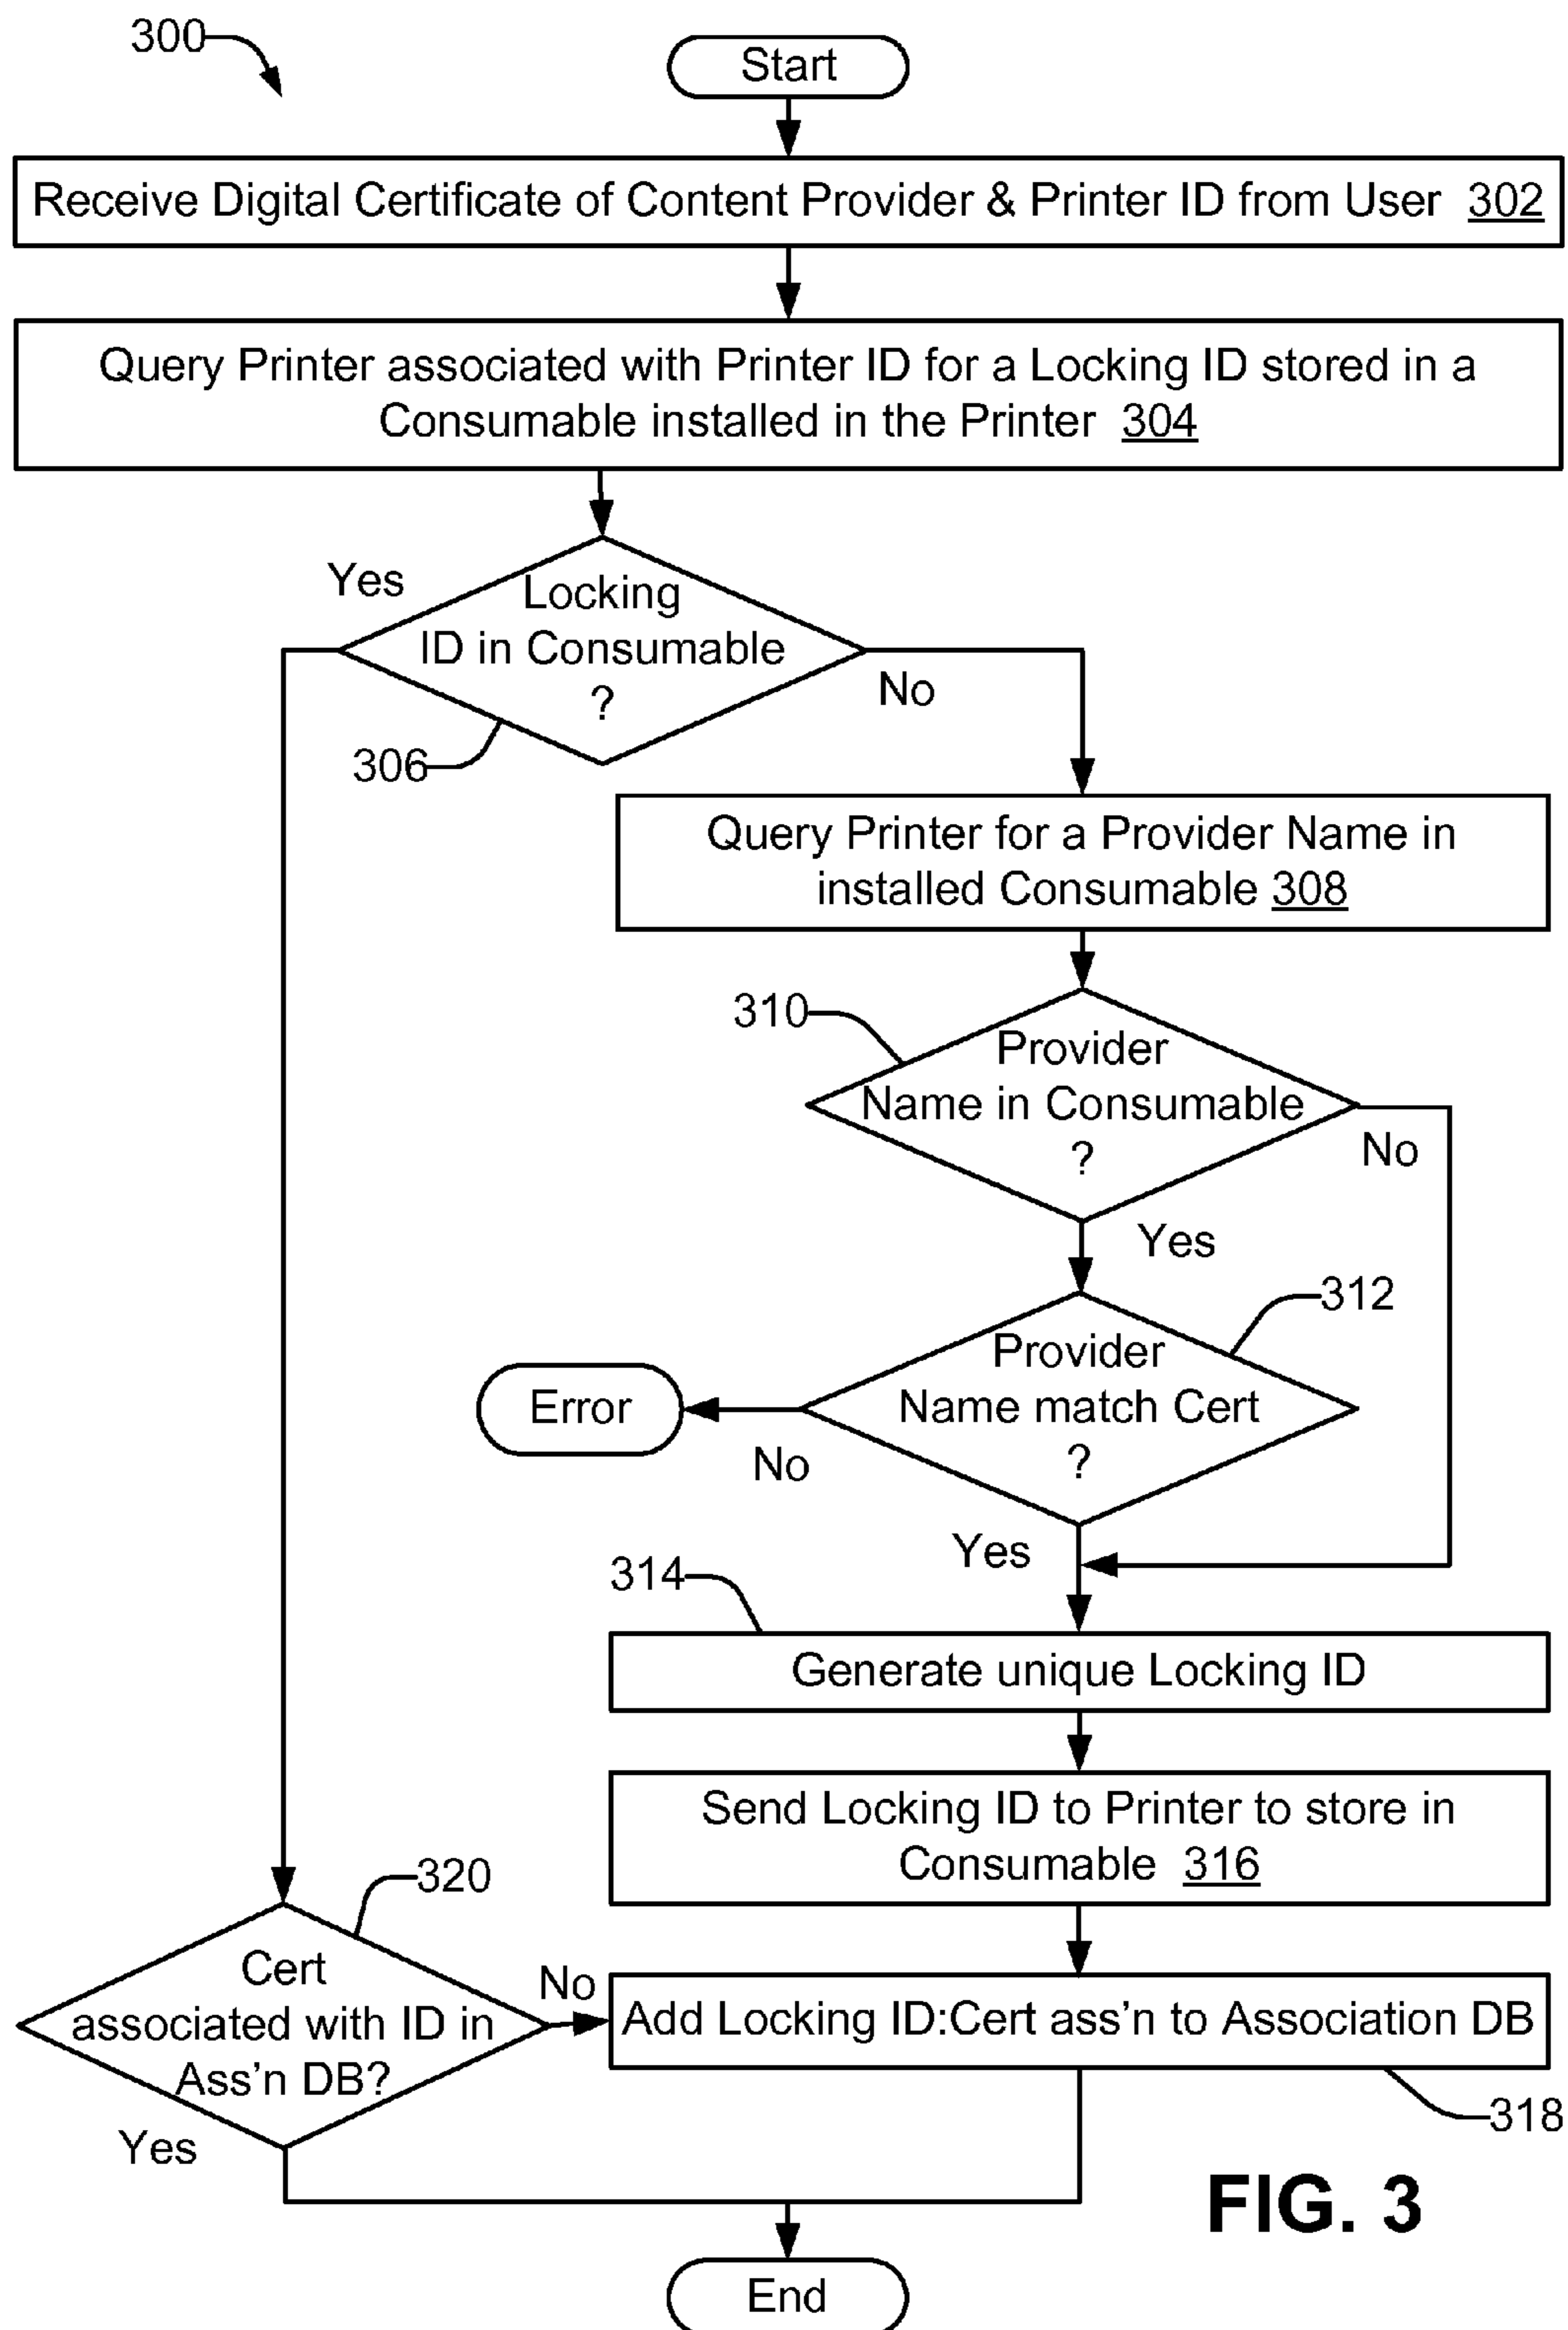 300
Start
Receive Digital Certificate of Content Provider & Printer ID from User 302
Query Printer associated with Printer ID for a Locking ID stored in a
Consumable installed in the Printer 304
Yes
Locking
ID in Consumable
?
No
306
Query Printer for a Provider Name in
installed Consumable 308
310
Provider
Name in Consumable
?
No
Yes
312
Provider
Name match Cert
?
Error
No
Yes
314
Generate unique Locking ID
Send Locking ID to Printer to store in
Consumable 316
320
Cert
associated with ID in
Ass'n DB?
No
Add Locking ID:Cert ass'n to Association DB
318
Yes
FIG. 3
End